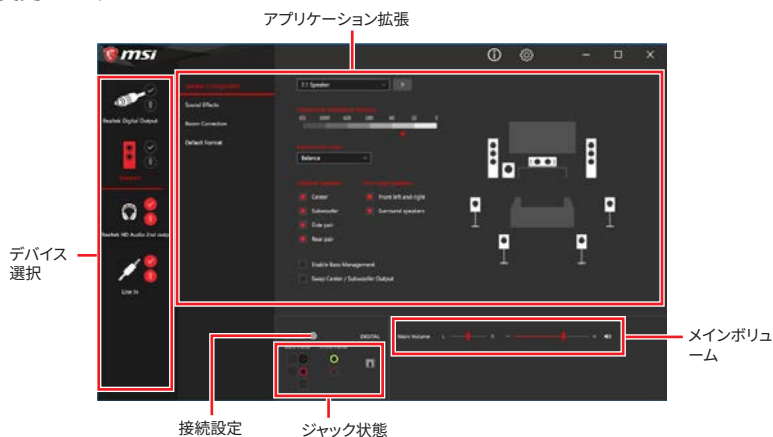 アプリケーション拡張
msi
7.1 Speaker
Speaker Configuration
Sound Effects
Room Correction
Default Format
Balance
Realtek Digital Output
Speakers
Realtek HD Audio 2nd output
Line In
Center
Front left and right
Subwoofer
Surround speakers
Side pair
Rear pair
Enable Bass Management
Swap Center / Subwoofer Output
デバイス
選択
DIGITAL
Main Volume
L
R
メインボリュ
ーム
接続設定
ジャック状態